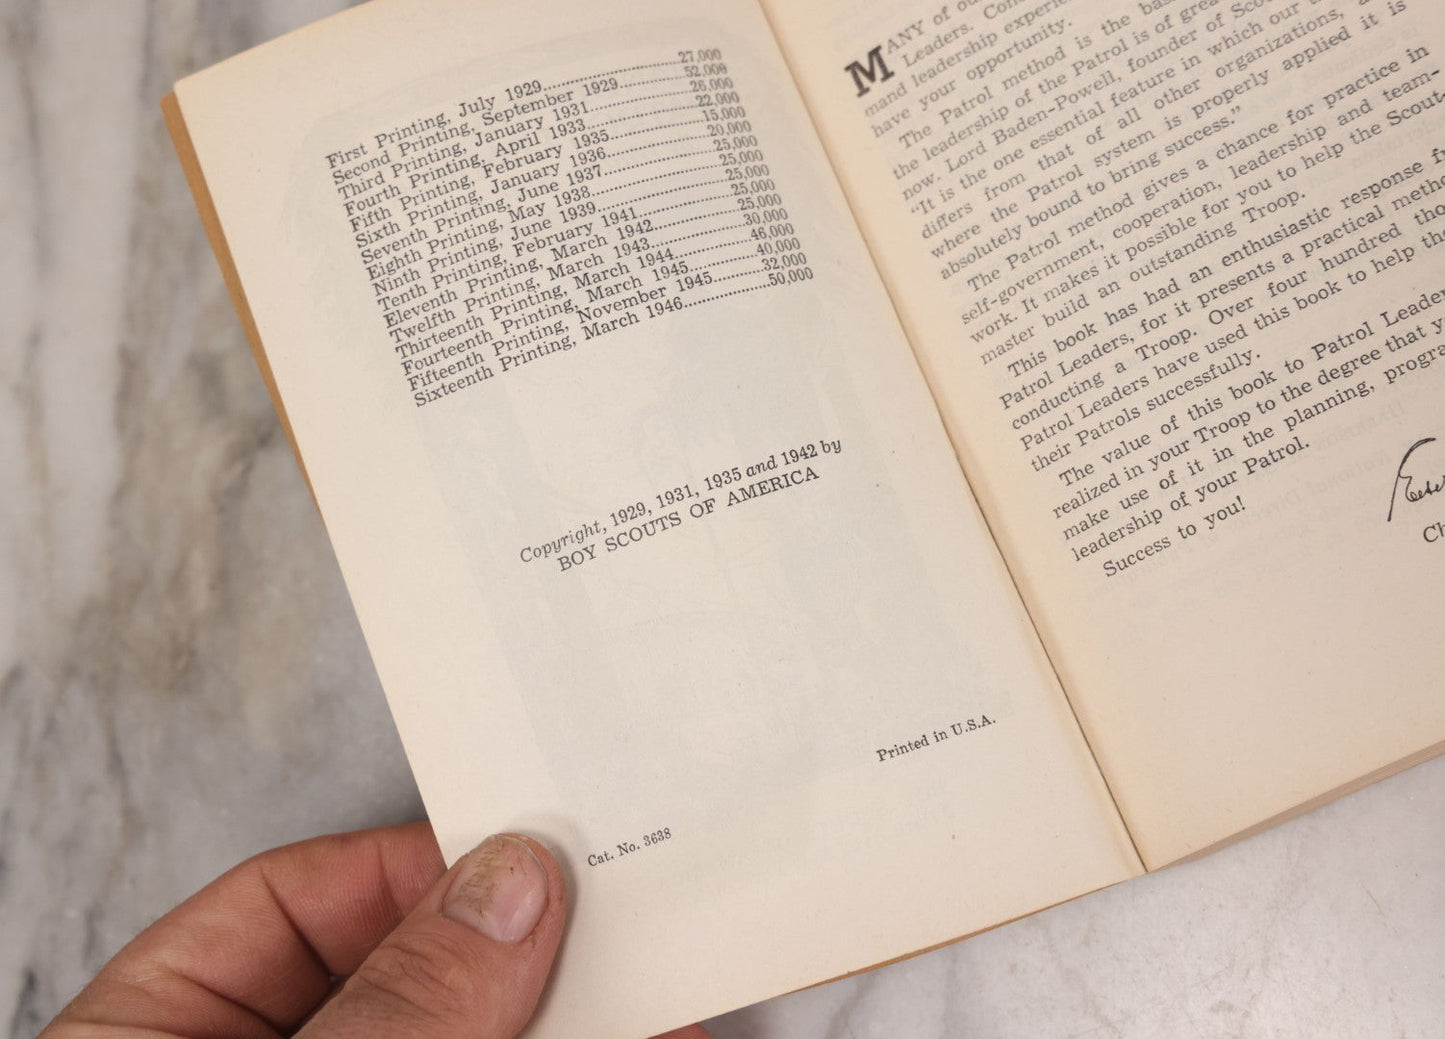 First Printing, July 1929..........27,000
Second Printing, September 1929..........52,000
Third Printing, January 1931..........26,000
Fourth Printing, April 1933..........22,000
Fifth Printing, February 1935..........15,000
Sixth Printing, January 1936..........20,000
Seventh Printing, June 1937..........25,000
Eighth Printing, May 1938..........25,000
Ninth Printing, June 1939..........25,000
Tenth Printing, February 1941..........25,000
Eleventh Printing, March 1942..........25,000
Twelfth Printing, March 1943..........30,000
Thirteenth Printing, March 1944..........46,000
Fourteenth Printing, March 1945..........40,000
Fifteenth Printing, November 1945..........32,000
Sixteenth Printing, March 1946..........50,000
Copyright, 1929, 1931, 1935 and 1942 by
BOY SCOUTS OF AMERICA
Printed in U.S.A.
Cat. No. 3638
MANY of
Leaders.
mand leadership
have your opportunity.
The Patrol method is the
the leadership of the Patrol is of
now. Lord Baden-Powell, founder of
"It is the one essential feature in which our
differs from that of all other organizations,
where the Patrol system is properly applied it is
absolutely bound to bring success."
The Patrol method gives a chance for practice in
self-government, cooperation, leadership and team-
work. It makes it possible for you to help the Scout-
master build an outstanding Troop.
This book has had an enthusiastic response
Patrol Leaders, for it presents a practical
conducting a Troop. Over four hundred
Patrol Leaders have used this book to help
their Patrols successfully.
The value of this book to Patrol
realized in your Troop to the degree that
make use of it in the planning,
leadership of your Patrol.
Success to you!